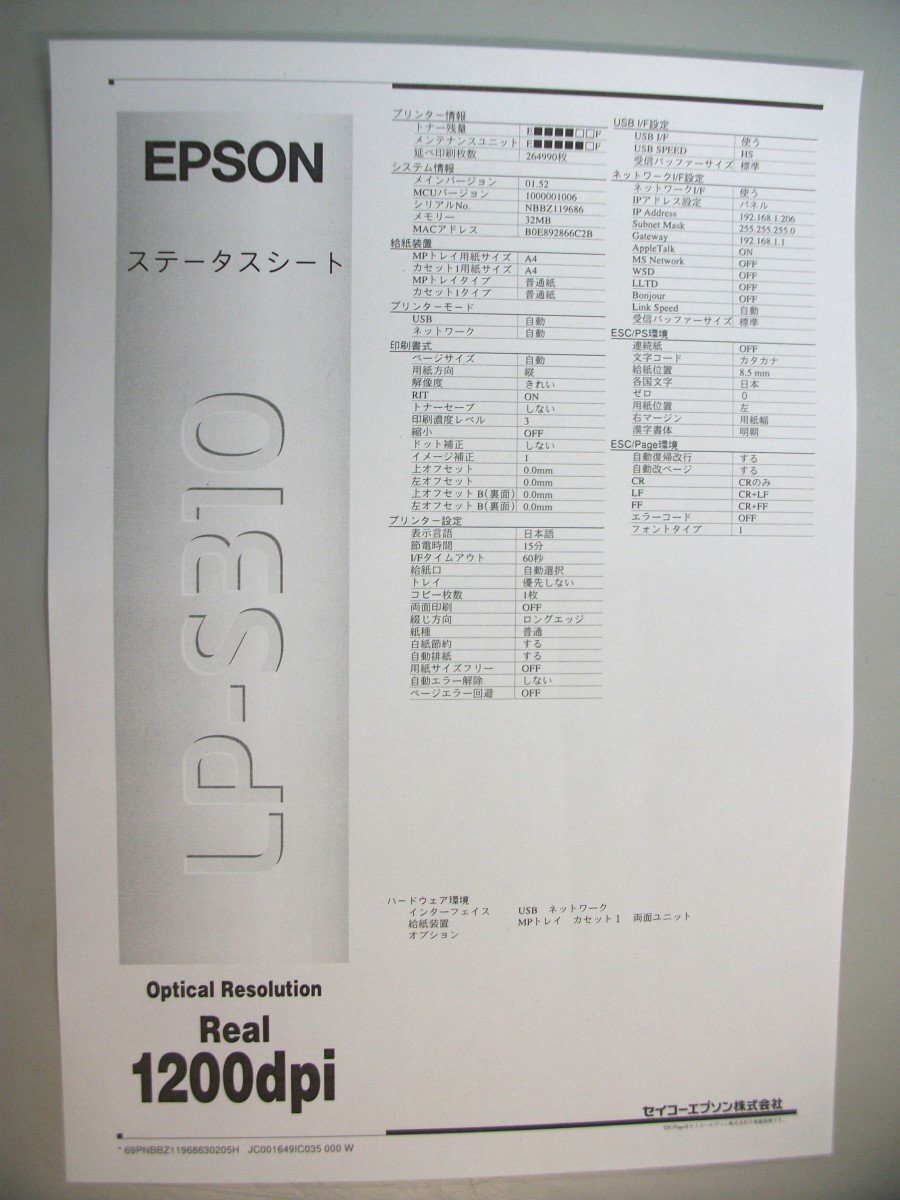 EPSON
ステータスシート
LP-S310
Optical Resolution
Real
1200dpi
プリンター情報
トナー残量 E■■■■□□F
メンテナンスユニット E■■■■■□F
延べ印刷枚数 264990枚
システム情報
メインバージョン 01.52
MCUバージョン 1000001006
シリアルNo. NBBZ119686
メモリー 32MB
MACアドレス B0E892866C2B
給紙装置
MPトレイ用紙サイズ A4
カセット1用紙サイズ A4
MPトレイタイプ 普通紙
カセット1タイプ 普通紙
プリンターモード
USB 自動
ネットワーク 自動
印刷書式
ページサイズ 自動
用紙方向 縦
解像度 きれい
RIT ON
トナーセーブ しない
印刷濃度レベル 3
縮小 OFF
ドット補正 しない
イメージ補正 1
上オフセット 0.0mm
左オフセット 0.0mm
上オフセット B(裏面) 0.0mm
左オフセット B(裏面) 0.0mm
プリンター設定
表示言語 日本語
節電時間 15分
I/Fタイムアウト 60秒
給紙口 自動選択
トレイ 優先しない
コピー枚数 1枚
両面印刷 OFF
綴じ方向 ロングエッジ
紙種 普通
白紙節約 する
自動排紙 する
用紙サイズフリー OFF
自動エラー解除 しない
ページエラー回避 OFF
USB I/F設定
USB I/F 使う
USB SPEED HS
受信バッファーサイズ 標準
ネットワークI/F設定
ネットワークI/F 使う
IPアドレス設定 パネル
IP Address 192.168.1.206
Subnet Mask 255.255.255.0
Gateway 192.168.1.1
AppleTalk ON
MS Network OFF
WSD OFF
LLTD OFF
Bonjour OFF
Link Speed 自動
受信バッファーサイズ 標準
ESC/PS環境
連続紙 OFF
文字コード カタカナ
給紙位置 8.5 mm
各国文字 日本
ゼロ 0
用紙位置 左
右マージン 用紙幅
漢字書体 明朝
ESC/Page環境
自動復帰改行 する
自動改ページ する
CR CRのみ
LF CR+LF
FF CR+FF
エラーコード OFF
フォントタイプ 1
ハードウェア環境
インターフェイス USB ネットワーク
給紙装置 MPトレイ カセット1 両面ユニット
オプション
セイコーエプソン株式会社
ESC/Pageはセイコーエプソン株式会社の登録商標です。
* 69PNBBZ11968630205H JC001649IC035 000 W